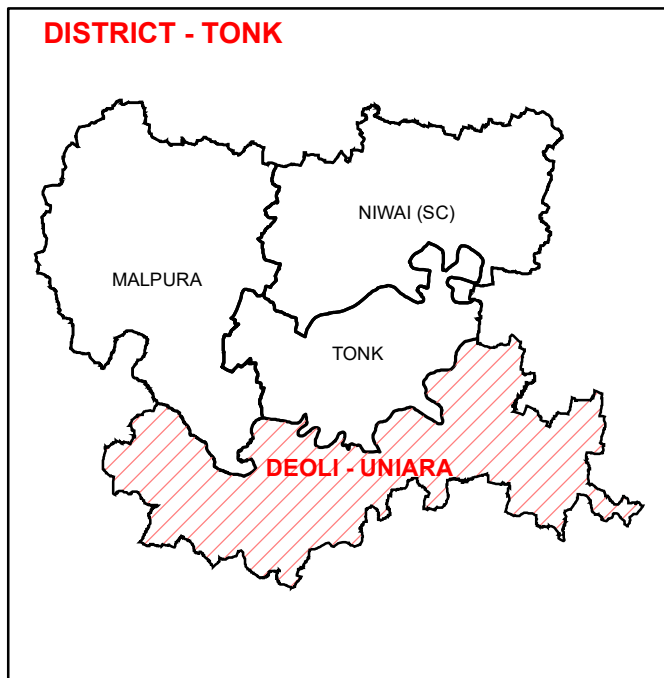 DISTRICT - TONK
NIWAI (SC)
MALPURA
TONK
DEOLI - UNIARA